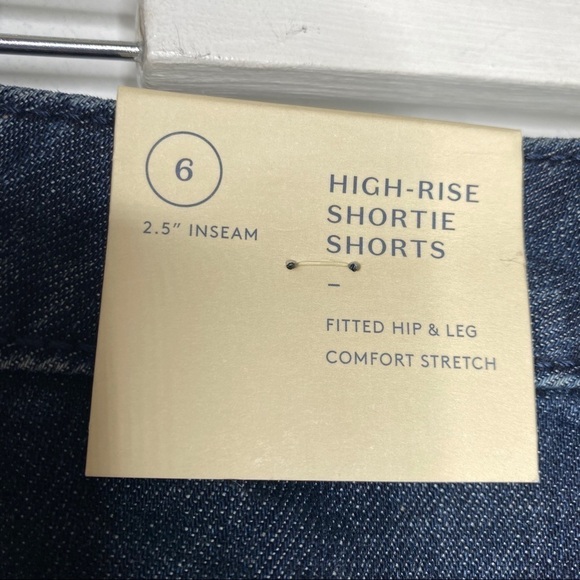 6
2.5" INSEAM
HIGH-RISE
SHORTIE
SHORTS
–
FITTED HIP & LEG
COMFORT STRETCH